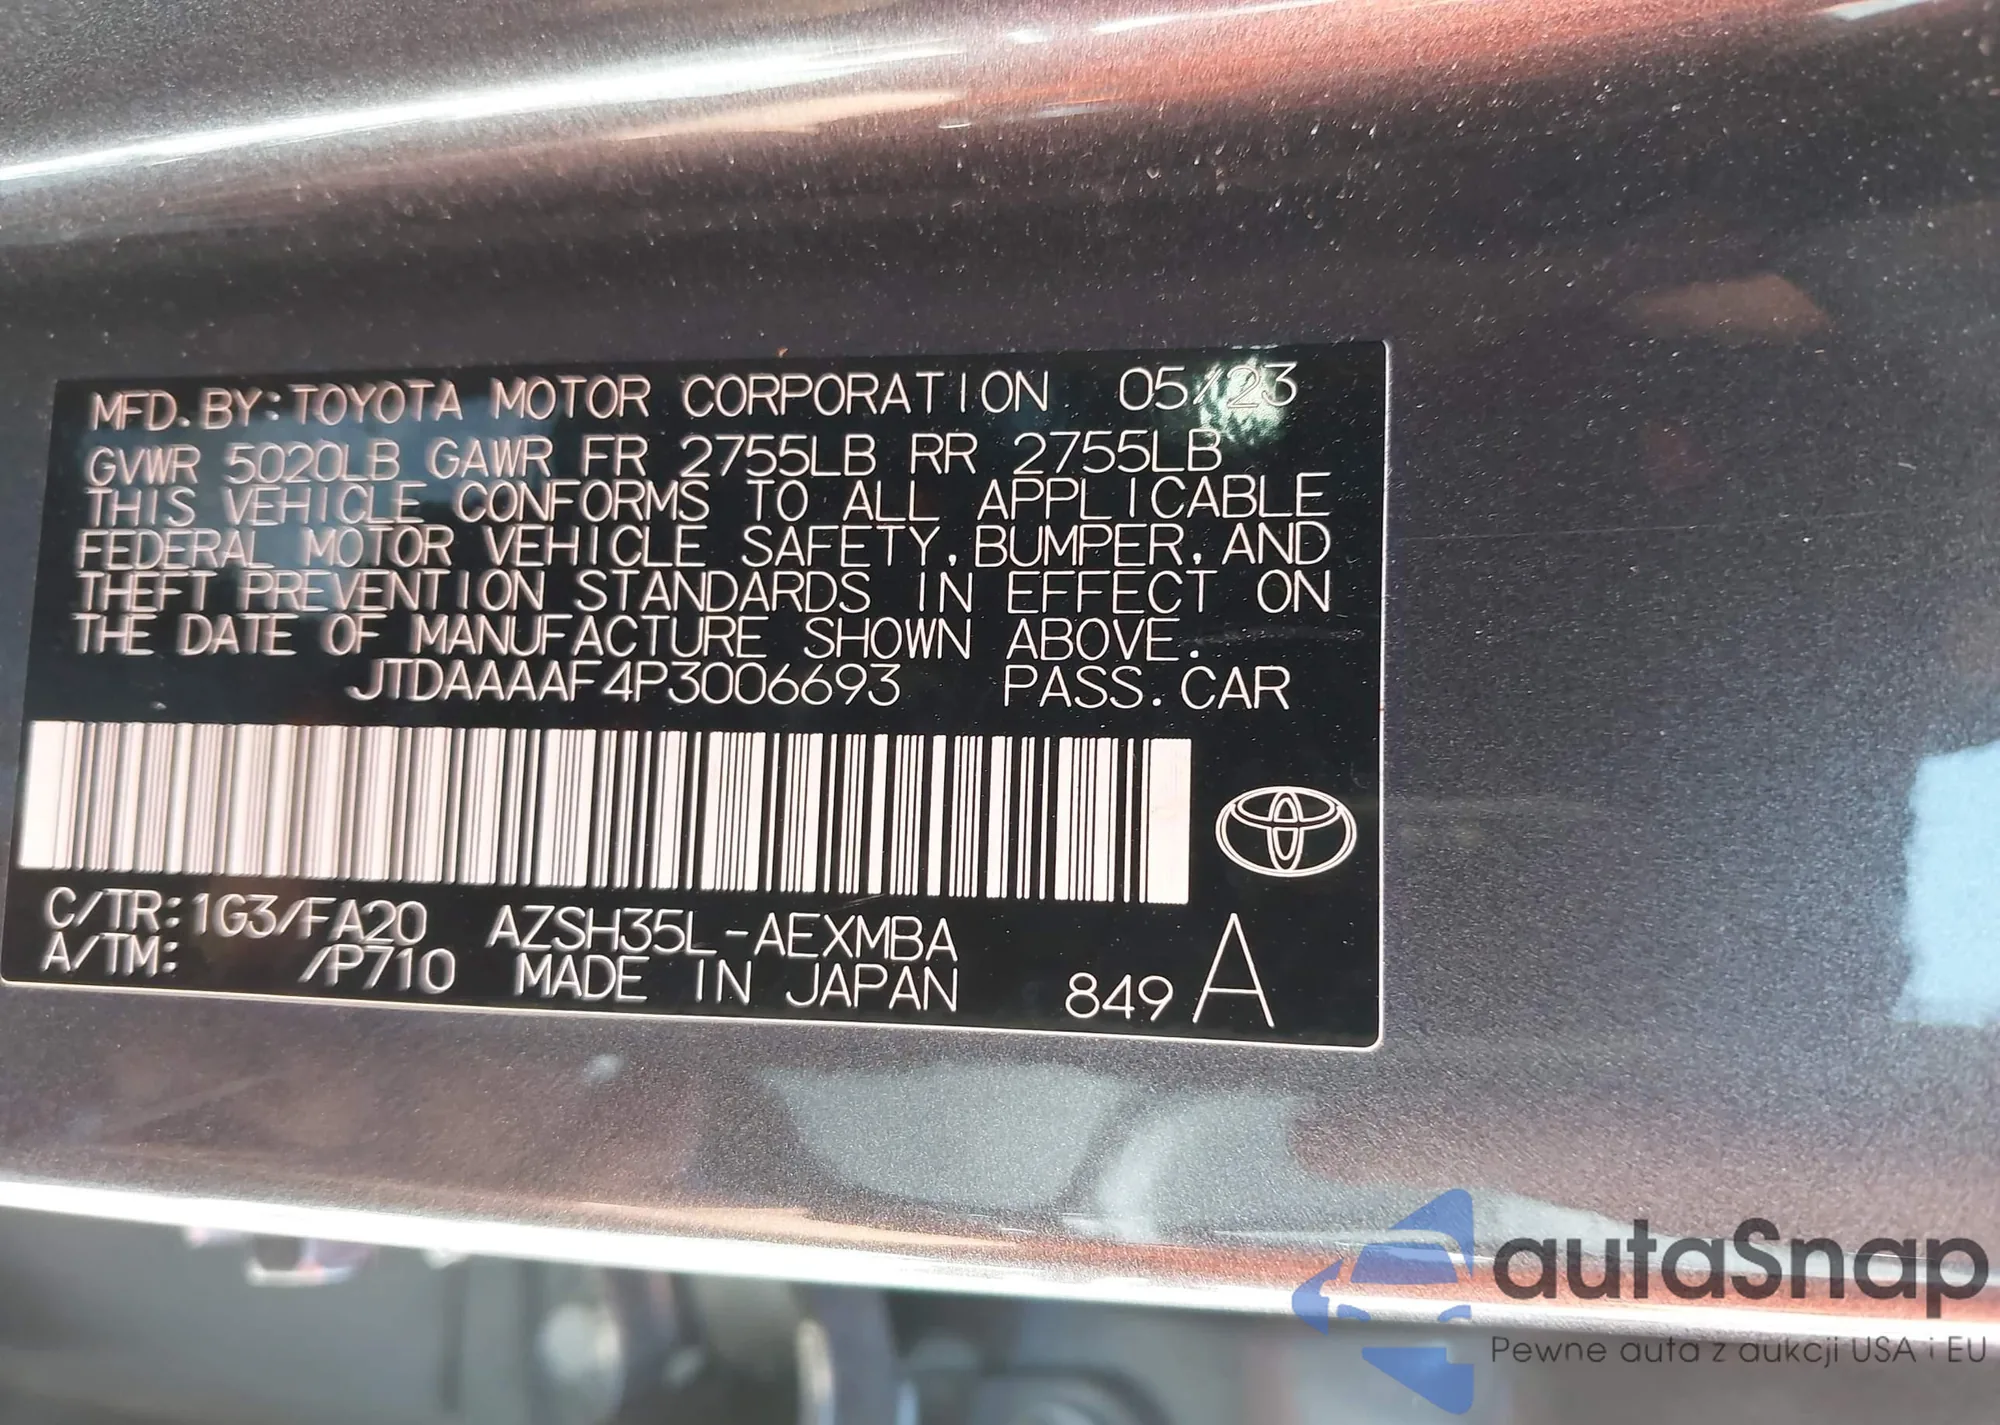 MFD. BY: TOYOTA MOTOR CORPORATION 05/23
GVWR 5020LB GAWR FR 2755LB RR 2755LB
THIS VEHICLE CONFORMS TO ALL APPLICABLE
FEDERAL MOTOR VEHICLE SAFETY, BUMPER, AND
THEFT PREVENTION STANDARDS IN EFFECT ON
THE DATE OF MANUFACTURE SHOWN ABOVE.
JTDAAAAF4P3006693 PASS. CAR
C/TR: 1G3/FA20 AZSH35L-AEXMBA
A/TM: /P710 MADE IN JAPAN 849 A
autaSnap
Pewne auta z aukcji USA i EU